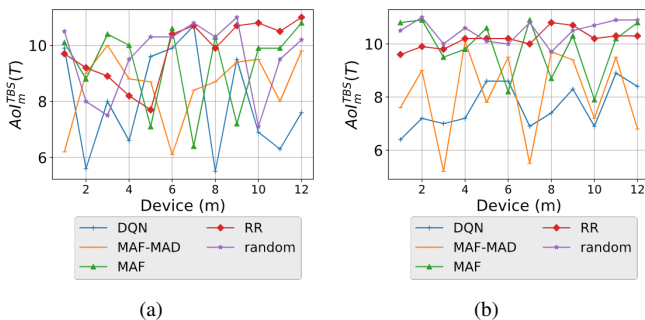 AoI_m^{TBS}(T)
10
8
6
2 4 6 8 10 12
Device (m)
DQN RR
MAF-MAD random
MAF
(a)
AoI_m^{TBS}(T)
10
8
6
2 4 6 8 10 12
Device (m)
DQN RR
MAF-MAD random
MAF
(b)